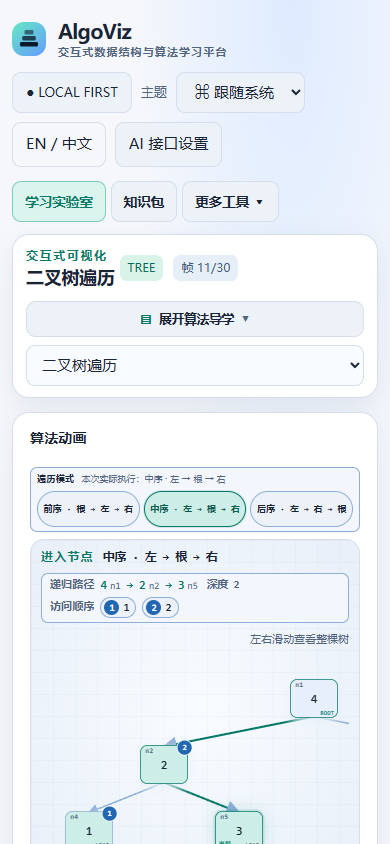 AlgoViz
交互式数据结构与算法学习平台
● LOCAL FIRST 主题 ⌘ 跟随系统
EN / 中文 AI 接口设置
学习实验室 知识包 更多工具 ▾
交互式可视化
二叉树遍历 TREE 帧 11/30
▤ 展开算法导学 ▼
二叉树遍历
算法动画
遍历模式 本次实际执行：中序 · 左 → 根 → 右
前序 · 根 → 左 → 右 中序 · 左 → 根 → 右 后序 · 左 → 右 → 根
进入节点 中序 · 左 → 根 → 右
递归路径 4 n1 → 2 n2 → 3 n5 深度 2
访问顺序 1 1 2 2
左右滑动查看整棵树
n1
4
ROOT
n2 2
2
n4 1 n5
1 3